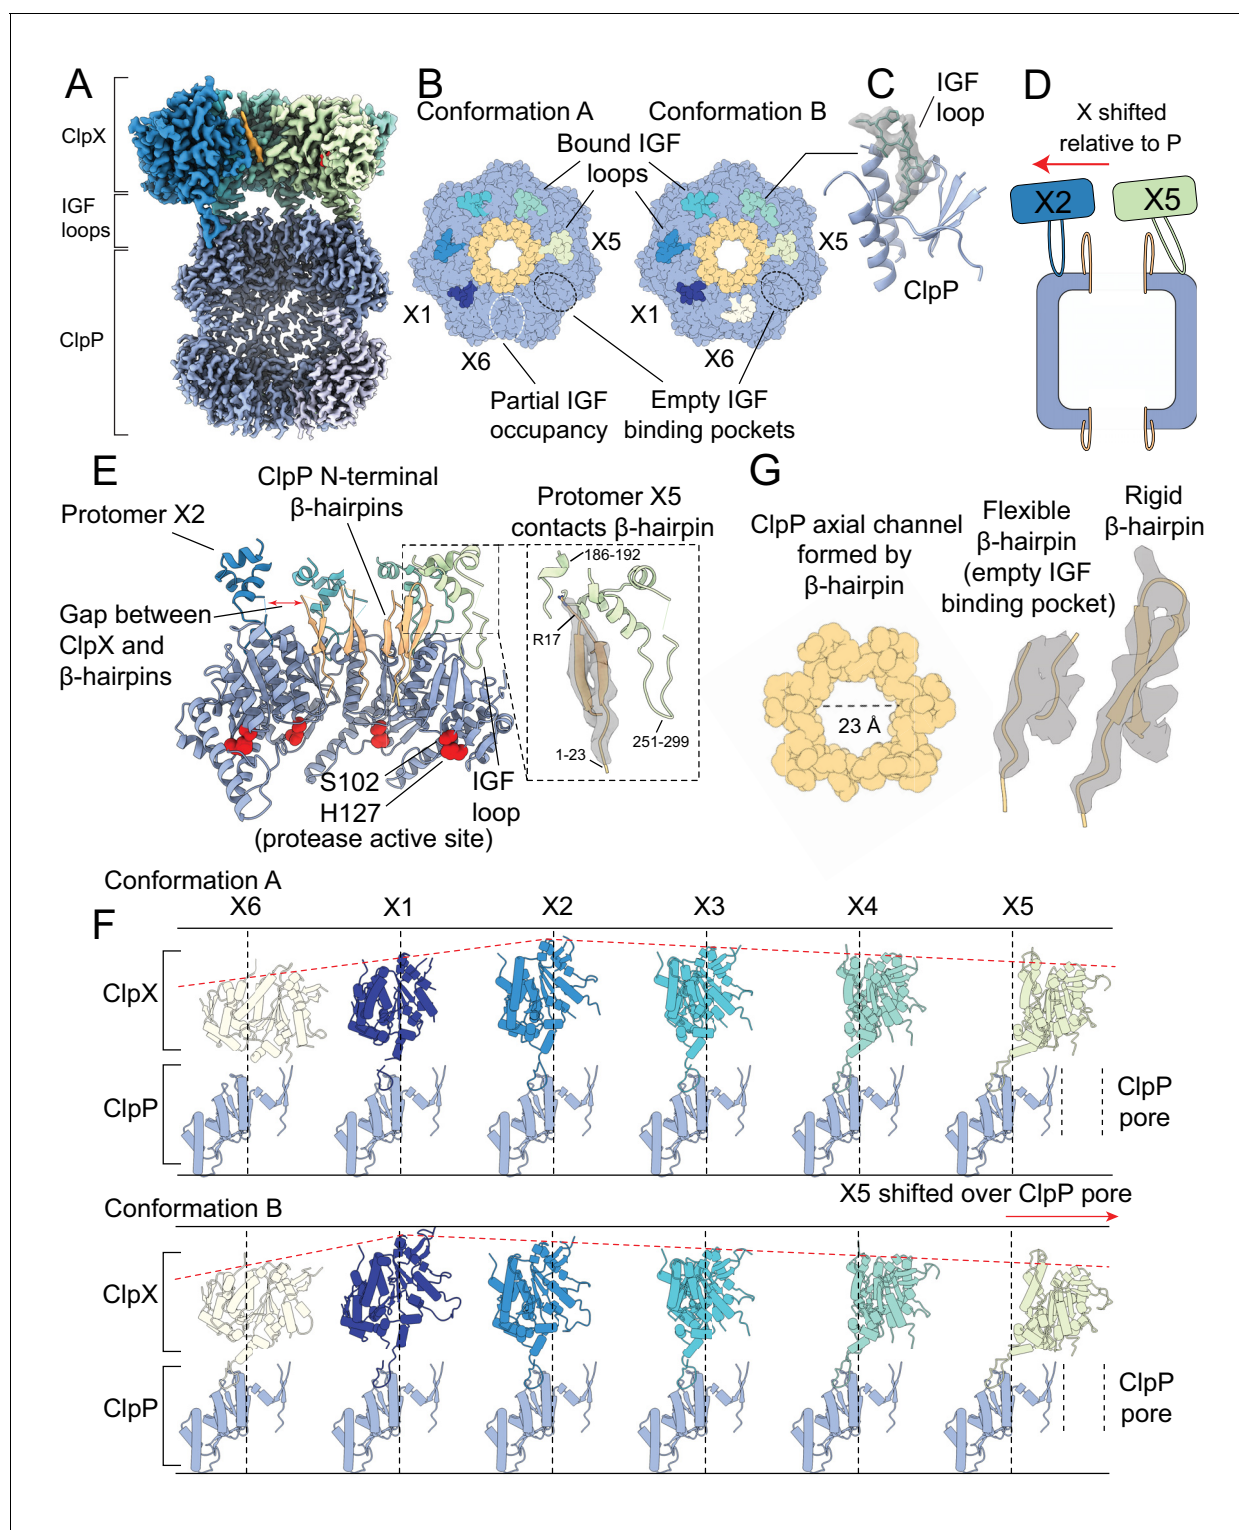 A
ClpX
IGF
loops
ClpP
B
Conformation A
Conformation B
Bound IGF
loops
X5
X5
X1
X1
X6
X6
Partial IGF
occupancy
Empty IGF
binding pockets
C
IGF
loop
ClpP
D
X shifted
relative to P
X2
X5
E
Protomer X2
ClpP N-terminal
β-hairpins
Gap between
ClpX and
β-hairpins
S102
H127
(protease active site)
IGF
loop
Protomer X5
contacts β-hairpin
186-192
R17
1-23
251-299
G
ClpP axial channel
formed by
β-hairpin
23 Å
Flexible
β-hairpin
(empty IGF
binding pocket)
Rigid
β-hairpin
F
Conformation A
X6 X1 X2 X3 X4 X5
ClpX
ClpP
ClpP
pore
Conformation B
X5 shifted over ClpP pore
ClpX
ClpP
ClpP
pore